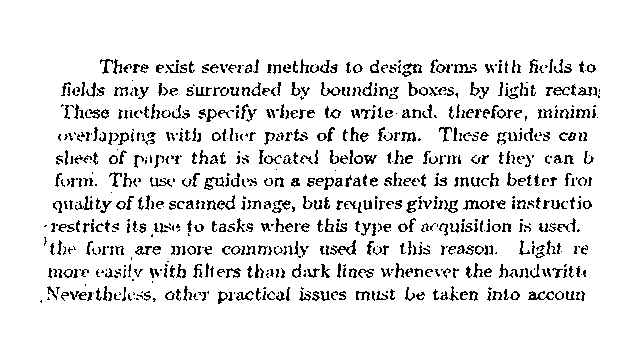 There exist several methods to design forms with fields to
fields may be surrounded by bounding boxes, by light rectan
These methods specify where to write and, therefore, minimi
overlapping with other parts of the form. These guides can
sheet of paper that is located below the form or they can b
form. The use of guides on a separate sheet is much better fror
quality of the scanned image, but requires giving more instructio
restricts its use to tasks where this type of acquisition is used.
the form are more commonly used for this reason. Light re
more easily with filters than dark lines whenever the handwritt
Nevertheless, other practical issues must be taken into accoun